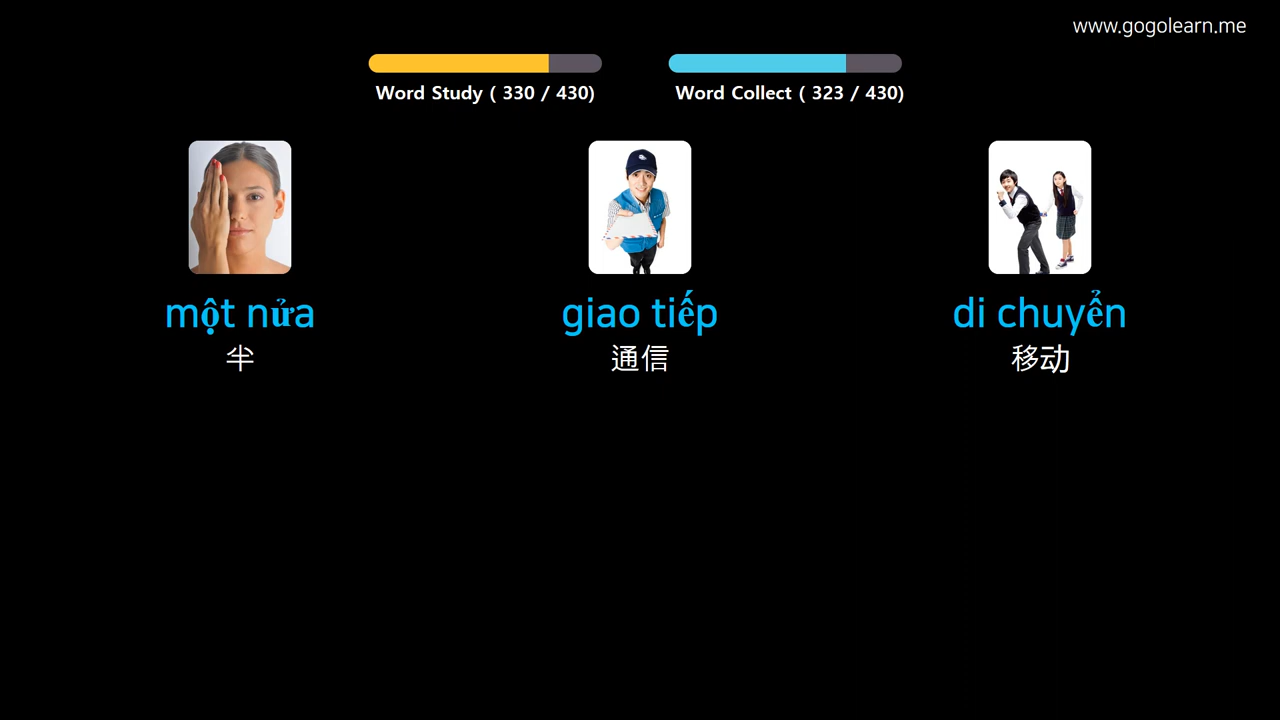 www.gogolearn.me
Word Study ( 330 / 430)
Word Collect ( 323 / 430)
một nửa
giao tiếp
di chuyển
半
通信
移动